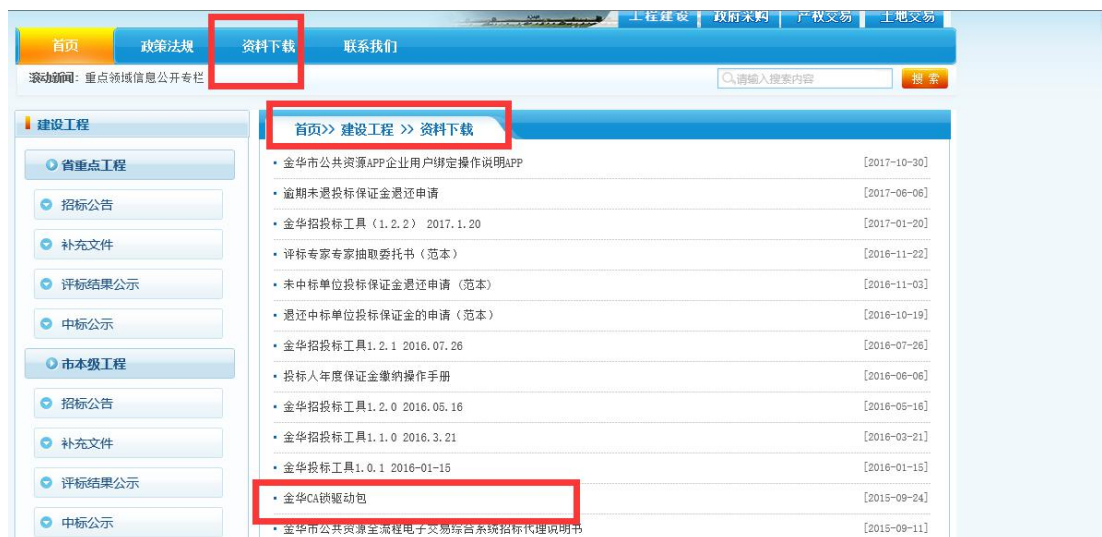 工程建设 政府采购 产权交易 土地交易
首页 政策法规 资料下载 联系我们
滚动新闻：重点领域信息公开专栏
请输入搜索内容 搜索
建设工程
省重点工程
招标公告
补充文件
评标结果公示
中标公示
市本级工程
招标公告
补充文件
评标结果公示
中标公示
首页>> 建设工程 >> 资料下载
金华市公共资源APP企业用户绑定操作说明APP [2017-10-30]
逾期未退投标保证金退还申请 [2017-06-06]
金华招投标工具（1.2.2） 2017.1.20 [2017-01-20]
评标专家专家抽取委托书（范本） [2016-11-22]
未中标单位投标保证金退还申请（范本） [2016-11-03]
退还中标单位投标保证金的申请（范本） [2016-10-19]
金华招投标工具1.2.1 2016.07.26 [2016-07-26]
投标人年度保证金缴纳操作手册 [2016-06-06]
金华招投标工具1.2.0 2016.05.16 [2016-05-16]
金华招投标工具1.1.0 2016.3.21 [2016-03-21]
金华投标工具1.0.1 2016-01-15 [2016-01-15]
金华CA锁驱动包 [2015-09-24]
金华市公共资源全流程电子交易综合系统招标代理说明书 [2015-09-11]